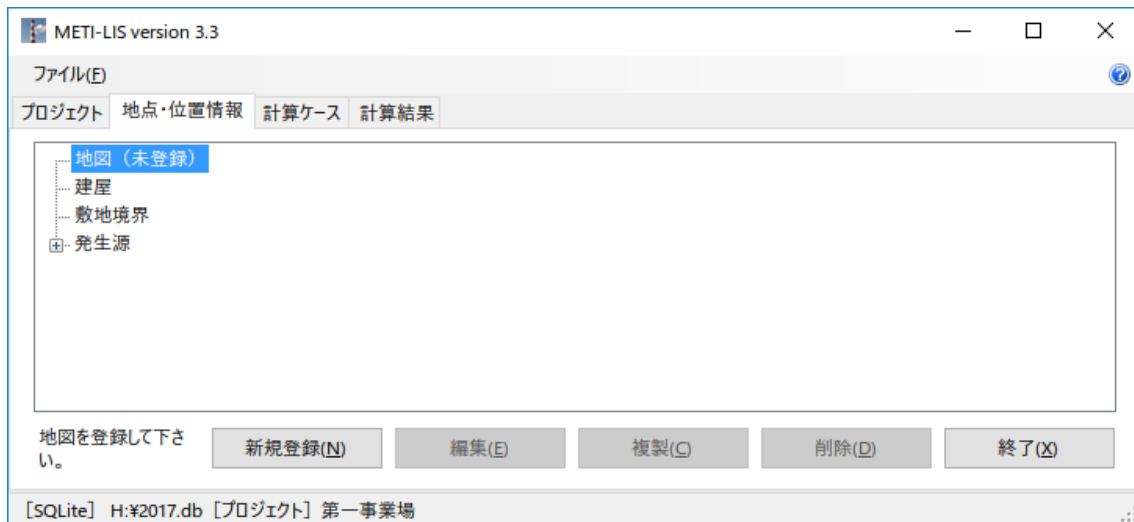 METI-LIS version 3.3
ファイル(F)
プロジェクト 地点・位置情報 計算ケース 計算結果
地図（未登録）
建屋
敷地境界
発生源
地図を登録して下さ
い。
新規登録(N) 編集(E) 複製(C) 削除(D) 終了(X)
[SQLite] H:¥2017.db [プロジェクト] 第一事業場